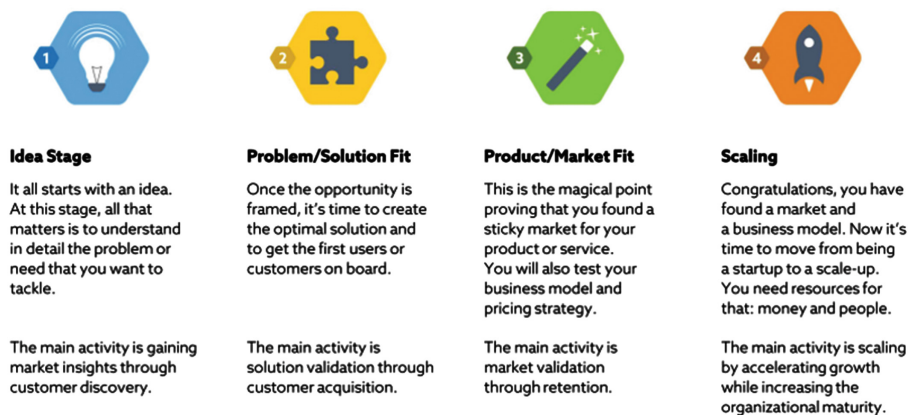 1
2
3
4
Idea Stage
It all starts with an idea.
At this stage, all that
matters is to understand
in detail the problem or
need that you want to
tackle.
The main activity is gaining
market insights through
customer discovery.
Problem/Solution Fit
Once the opportunity is
framed, it's time to create
the optimal solution and
to get the first users or
customers on board.
The main activity is
solution validation through
customer acquisition.
Product/Market Fit
This is the magical point
proving that you found a
sticky market for your
product or service.
You will also test your
business model and
pricing strategy.
The main activity is
market validation
through retention.
Scaling
Congratulations, you have
found a market and
a business model. Now it's
time to move from being
a startup to a scale-up.
You need resources for
that: money and people.
The main activity is scaling
by accelerating growth
while increasing the
organizational maturity.